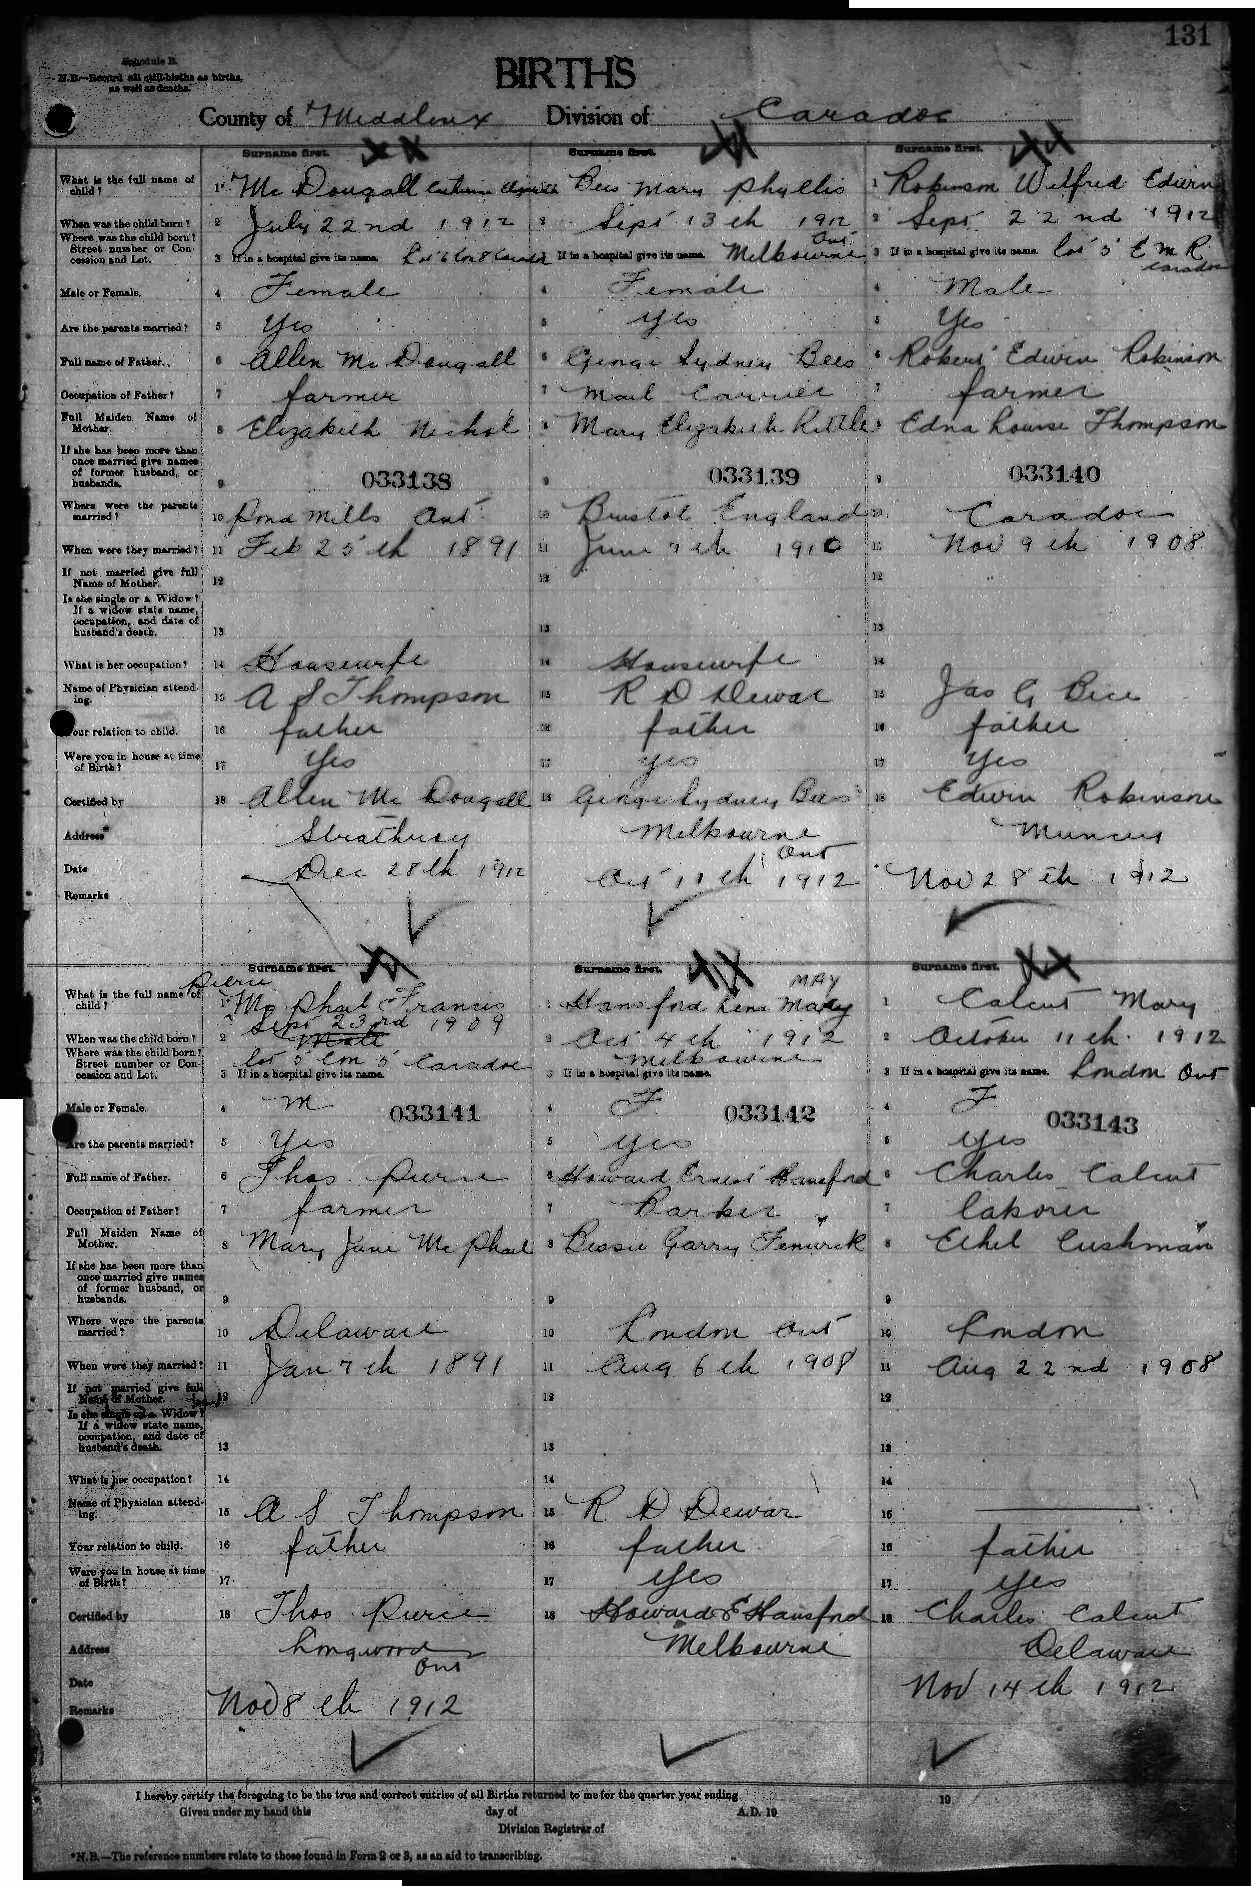 131
Schedule B.
N.B.—Record all still-births as births,
as well as deaths.
BIRTHS
County of Middlesex Division of Caradoc
Surname first. Surname first. Surname first.
What is the full name of child? 1 McDougall Catherine Elizabeth 1 Bees Mary Phyllis 1 Robinson Wilfred Edwin
When was the child born? 2 July 22nd 1912 2 Sept 13th 1912 2 Sept 22nd 1912
Where was the child born? Street number or Concession and Lot. 3 If in a hospital give its name. Lot 6 Con 8 Caradoc 3 If in a hospital give its name. Melbourne Ont 3 If in a hospital give its name. Lot 5 E M R Caradoc
Male or Female. 4 Female 4 Female 4 Male
Are the parents married? 5 Yes 5 Yes 5 Yes
Full name of Father. 6 Allen McDougall 6 George Sydney Bees 6 Robert Edwin Robinson
Occupation of Father? 7 farmer 7 Mail Carrier 7 farmer
Full Maiden Name of Mother. 8 Elizabeth Nichol 8 Mary Elizabeth Kettle 8 Edna Louise Thompson
If she has been more than once married give names of former husband, or husbands. 9 033138 9 033139 9 033140
Where were the parents married? 10 Pond Mills Ont 10 Bristol England 10 Caradoc
When were they married? 11 Feb 25th 1891 11 June 7th 1910 11 Nov 9th 1908
If not married give full Name of Mother. 12 12 12
Is she single or a Widow? If a widow state name, occupation, and date of husband's death. 13 13 13
What is her occupation? 14 Housewife 14 Housewife 14
Name of Physician attending. 15 A S Thompson 15 R D Dewar 15 Jas G Bice
Your relation to child. 16 father 16 father 16 father
Were you in house at time of Birth? 17 Yes 17 yes 17 Yes
Certified by 18 Allen McDougall 18 George Sydney Bees 18 Edwin Robinson
Address* Strathroy Melbourne Ont Muncey
Date Dec 28th 1912 Oct 11th 1912 Nov 28th 1912
Remarks
Surname first. Surname first. Surname first.
What is the full name of child? 1 Pierce McPhail Francis 1 Hansford Lena Mary MAY 1 Calcut Mary
When was the child born? 2 Sept 23rd 1909 Male 2 Oct 4th 1912 2 October 11th 1912
Where was the child born? Street number or Concession and Lot. 3 If in a hospital give its name. Lot 5 Con 5 Caradoc 3 If in a hospital give its name. Melbourne 3 If in a hospital give its name. London Ont
Male or Female. 4 M 033141 4 F 033142 4 F 033143
Are the parents married? 5 Yes 5 yes 5 yes
Full name of Father. 6 Thos Pierce 6 Howard Ernest Hansford 6 Charles Calcut
Occupation of Father? 7 farmer 7 Barber 7 laborer
Full Maiden Name of Mother. 8 Mary Jane McPhail 8 Bessie Garry Fenwick 8 Ethel Cushman
If she has been more than once married give names of former husband, or husbands. 9 9 9
Where were the parents married? 10 Delaware 10 London Ont 10 London
When were they married? 11 Jan 7th 1891 11 Aug 6th 1908 11 Aug 22nd 1908
If not married give full Name of Mother. 12 12 12
Is she single or a Widow? If a widow state name, occupation, and date of husband's death. 13 13 13
What is her occupation? 14 14 14
Name of Physician attending. 15 A S Thompson 15 R D Dewar 15
Your relation to child. 16 father 16 father 16 father
Were you in house at time of Birth? 17 17 Yes 17 Yes
Certified by 18 Thos Pierce 18 Howard E Hansford 18 Charles Calcut
Address Longwood Ont Melbourne Delaware
Date Nov 8th 1912 Nov 14th 1912
Remarks
I hereby certify the foregoing to be the true and correct entries of all Births returned to me for the quarter year ending 19
Given under my hand this day of A.D. 19
Division Registrar of
*N.B.—The reference numbers relate to those found in Form 2 or 3, as an aid to transcribing.